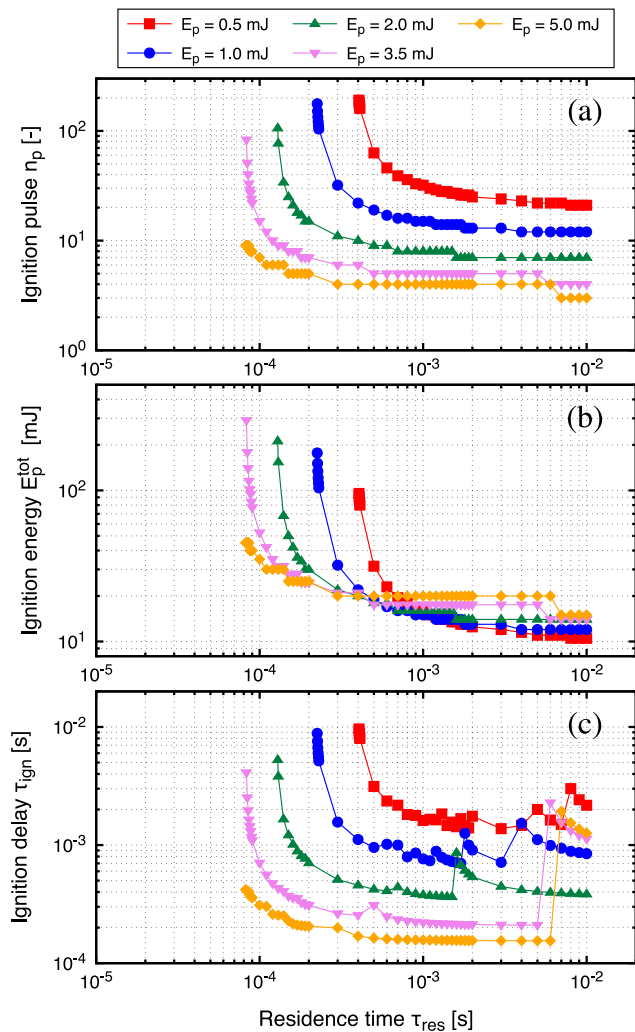 E_p = 0.5 mJ E_p = 2.0 mJ E_p = 5.0 mJ
E_p = 1.0 mJ E_p = 3.5 mJ
(a)
Ignition pulse n_p [-]
10^2
10^1
10^0
10^-5 10^-4 10^-3 10^-2
(b)
Ignition energy E_p^tot [mJ]
10^2
10^1
10^-5 10^-4 10^-3 10^-2
(c)
Ignition delay τ_ign [s]
10^-2
10^-3
10^-4
10^-5 10^-4 10^-3 10^-2
Residence time τ_res [s]